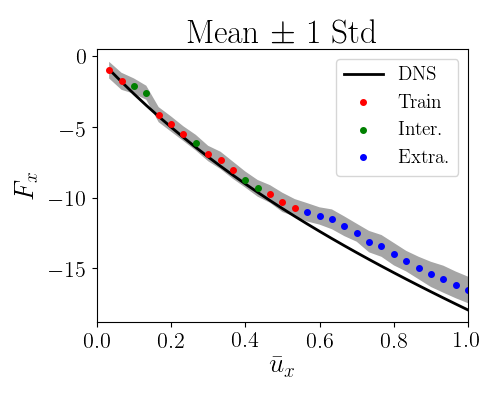 Mean ± 1 Std
0
−5
−10
−15
F_x
0.0 0.2 0.4 0.6 0.8 1.0
ū_x
DNS
Train
Inter.
Extra.